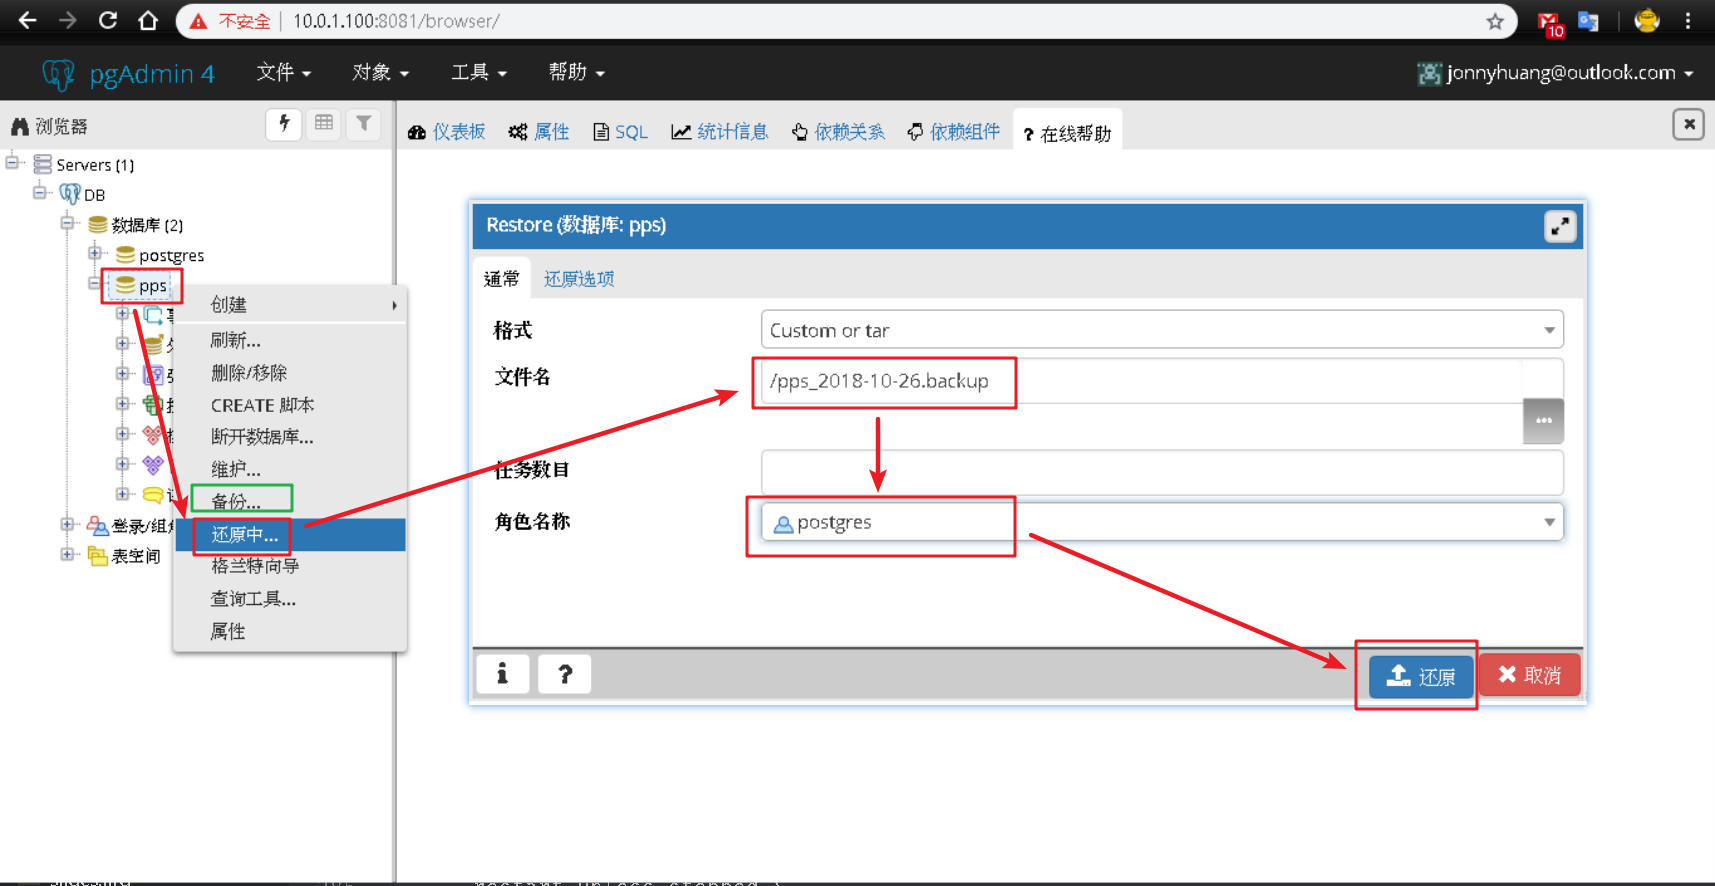 不安全 10.0.1.100:8081/browser/
10
pgAdmin 4 文件 对象 工具 帮助 jonnyhuang@outlook.com
浏览器
仪表板 属性 SQL 统计信息 依赖关系 依赖组件 ? 在线帮助
Servers (1)
DB
数据库 (2)
postgres
pps
登录/组
表空间
创建
刷新...
删除/移除
CREATE 脚本
断开数据库...
维护...
备份...
还原中...
格兰特向导
查询工具...
属性
Restore (数据库: pps)
通常 还原选项
格式 Custom or tar
文件名 /pps_2018-10-26.backup
...
任务数目
角色名称 postgres
i ? 还原 取消